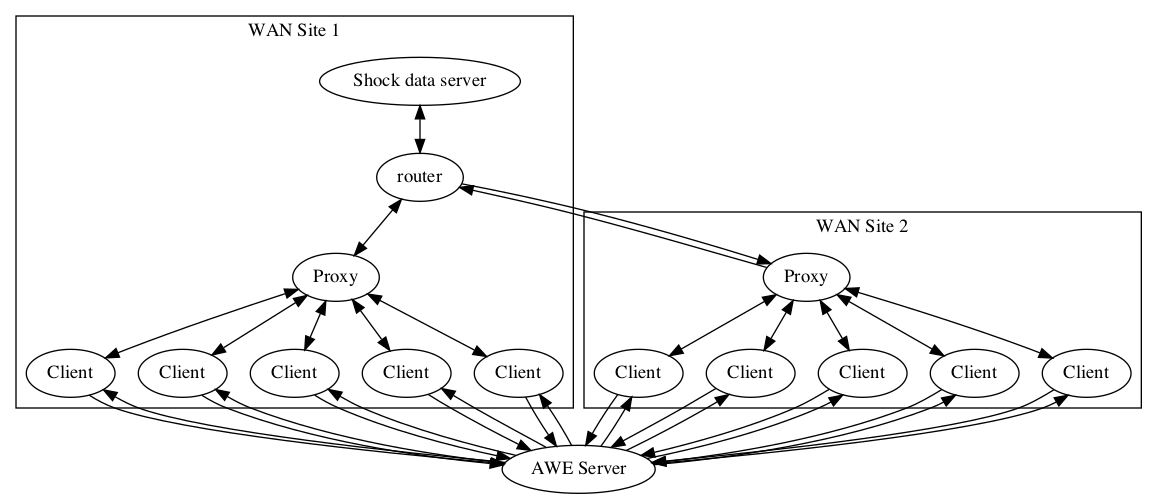 WAN Site 1
Shock data server
router
WAN Site 2
Proxy
Proxy
Client
Client
Client
Client
Client
Client
Client
Client
Client
Client
AWE Server